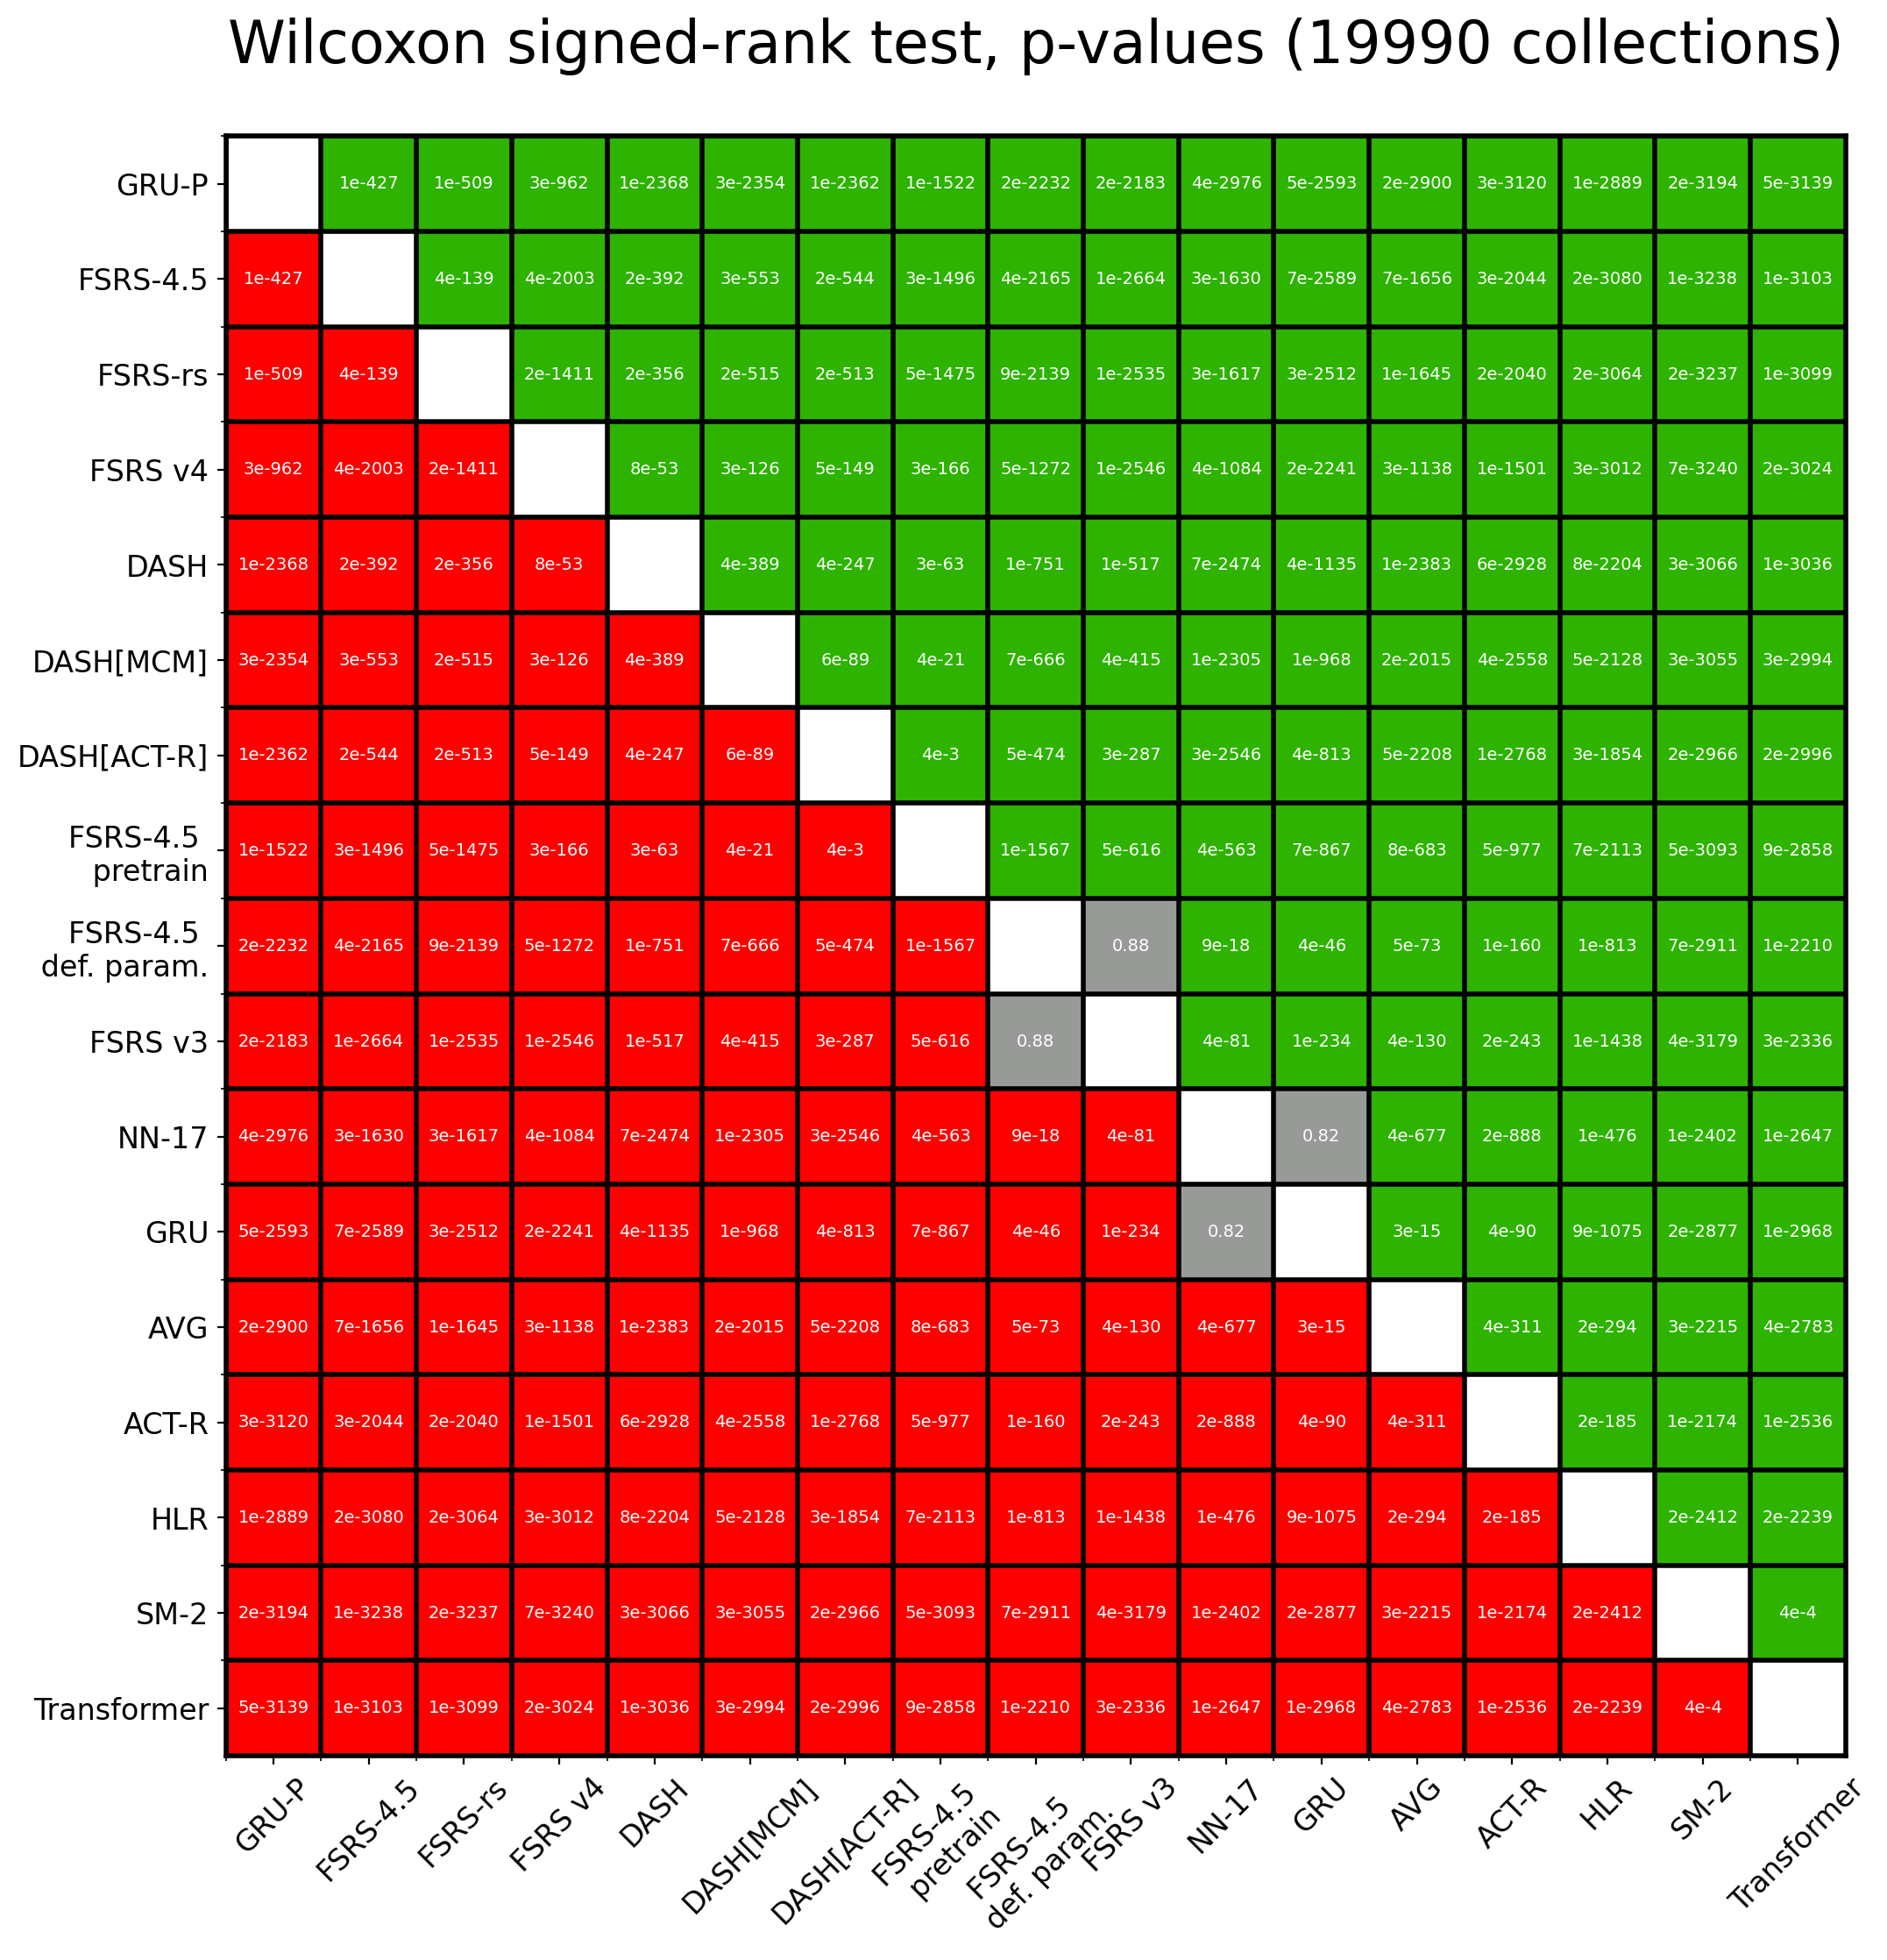 Wilcoxon signed-rank test, p-values (19990 collections)
GRU-P 1e-427 1e-509 3e-962 1e-2368 3e-2354 1e-2362 1e-1522 2e-2232 2e-2183 4e-2976 5e-2593 2e-2900 3e-3120 1e-2889 2e-3194 5e-3139
FSRS-4.5 1e-427 4e-139 4e-2003 2e-392 3e-553 2e-544 3e-1496 4e-2165 1e-2664 3e-1630 7e-2589 7e-1656 3e-2044 2e-3080 1e-3238 1e-3103
FSRS-rs 1e-509 4e-139 2e-1411 2e-356 2e-515 2e-513 5e-1475 9e-2139 1e-2535 3e-1617 3e-2512 1e-1645 2e-2040 2e-3064 2e-3237 1e-3099
FSRS v4 3e-962 4e-2003 2e-1411 8e-53 3e-126 5e-149 3e-166 5e-1272 1e-2546 4e-1084 2e-2241 3e-1138 1e-1501 3e-3012 7e-3240 2e-3024
DASH 1e-2368 2e-392 2e-356 8e-53 4e-389 4e-247 3e-63 1e-751 1e-517 7e-2474 4e-1135 1e-2383 6e-2928 8e-2204 3e-3066 1e-3036
DASH[MCM] 3e-2354 3e-553 2e-515 3e-126 4e-389 6e-89 4e-21 7e-666 4e-415 1e-2305 1e-968 2e-2015 4e-2558 5e-2128 3e-3055 3e-2994
DASH[ACT-R] 1e-2362 2e-544 2e-513 5e-149 4e-247 6e-89 4e-3 5e-474 3e-287 3e-2546 4e-813 5e-2208 1e-2768 3e-1854 2e-2966 2e-2996
FSRS-4.5
pretrain 1e-1522 3e-1496 5e-1475 3e-166 3e-63 4e-21 4e-3 1e-1567 5e-616 4e-563 7e-867 8e-683 5e-977 7e-2113 5e-3093 9e-2858
FSRS-4.5
def. param. 2e-2232 4e-2165 9e-2139 5e-1272 1e-751 7e-666 5e-474 1e-1567 0.88 9e-18 4e-46 5e-73 1e-160 1e-813 7e-2911 1e-2210
FSRS v3 2e-2183 1e-2664 1e-2535 1e-2546 1e-517 4e-415 3e-287 5e-616 0.88 4e-81 1e-234 4e-130 2e-243 1e-1438 4e-3179 3e-2336
NN-17 4e-2976 3e-1630 3e-1617 4e-1084 7e-2474 1e-2305 3e-2546 4e-563 9e-18 4e-81 0.82 4e-677 2e-888 1e-476 1e-2402 1e-2647
GRU 5e-2593 7e-2589 3e-2512 2e-2241 4e-1135 1e-968 4e-813 7e-867 4e-46 1e-234 0.82 3e-15 4e-90 9e-1075 2e-2877 1e-2968
AVG 2e-2900 7e-1656 1e-1645 3e-1138 1e-2383 2e-2015 5e-2208 8e-683 5e-73 4e-130 4e-677 3e-15 4e-311 2e-294 3e-2215 4e-2783
ACT-R 3e-3120 3e-2044 2e-2040 1e-1501 6e-2928 4e-2558 1e-2768 5e-977 1e-160 2e-243 2e-888 4e-90 4e-311 2e-185 1e-2174 1e-2536
HLR 1e-2889 2e-3080 2e-3064 3e-3012 8e-2204 5e-2128 3e-1854 7e-2113 1e-813 1e-1438 1e-476 9e-1075 2e-294 2e-185 2e-2412 2e-2239
SM-2 2e-3194 1e-3238 2e-3237 7e-3240 3e-3066 3e-3055 2e-2966 5e-3093 7e-2911 4e-3179 1e-2402 2e-2877 3e-2215 1e-2174 2e-2412 4e-4
Transformer 5e-3139 1e-3103 1e-3099 2e-3024 1e-3036 3e-2994 2e-2996 9e-2858 1e-2210 3e-2336 1e-2647 1e-2968 4e-2783 1e-2536 2e-2239 4e-4
GRU-P
FSRS-4.5
FSRS-rs
FSRS v4
DASH
DASH[MCM]
DASH[ACT-R]
FSRS-4.5
pretrain
FSRS-4.5
def. param.
FSRS v3
NN-17
GRU
AVG
ACT-R
HLR
SM-2
Transformer